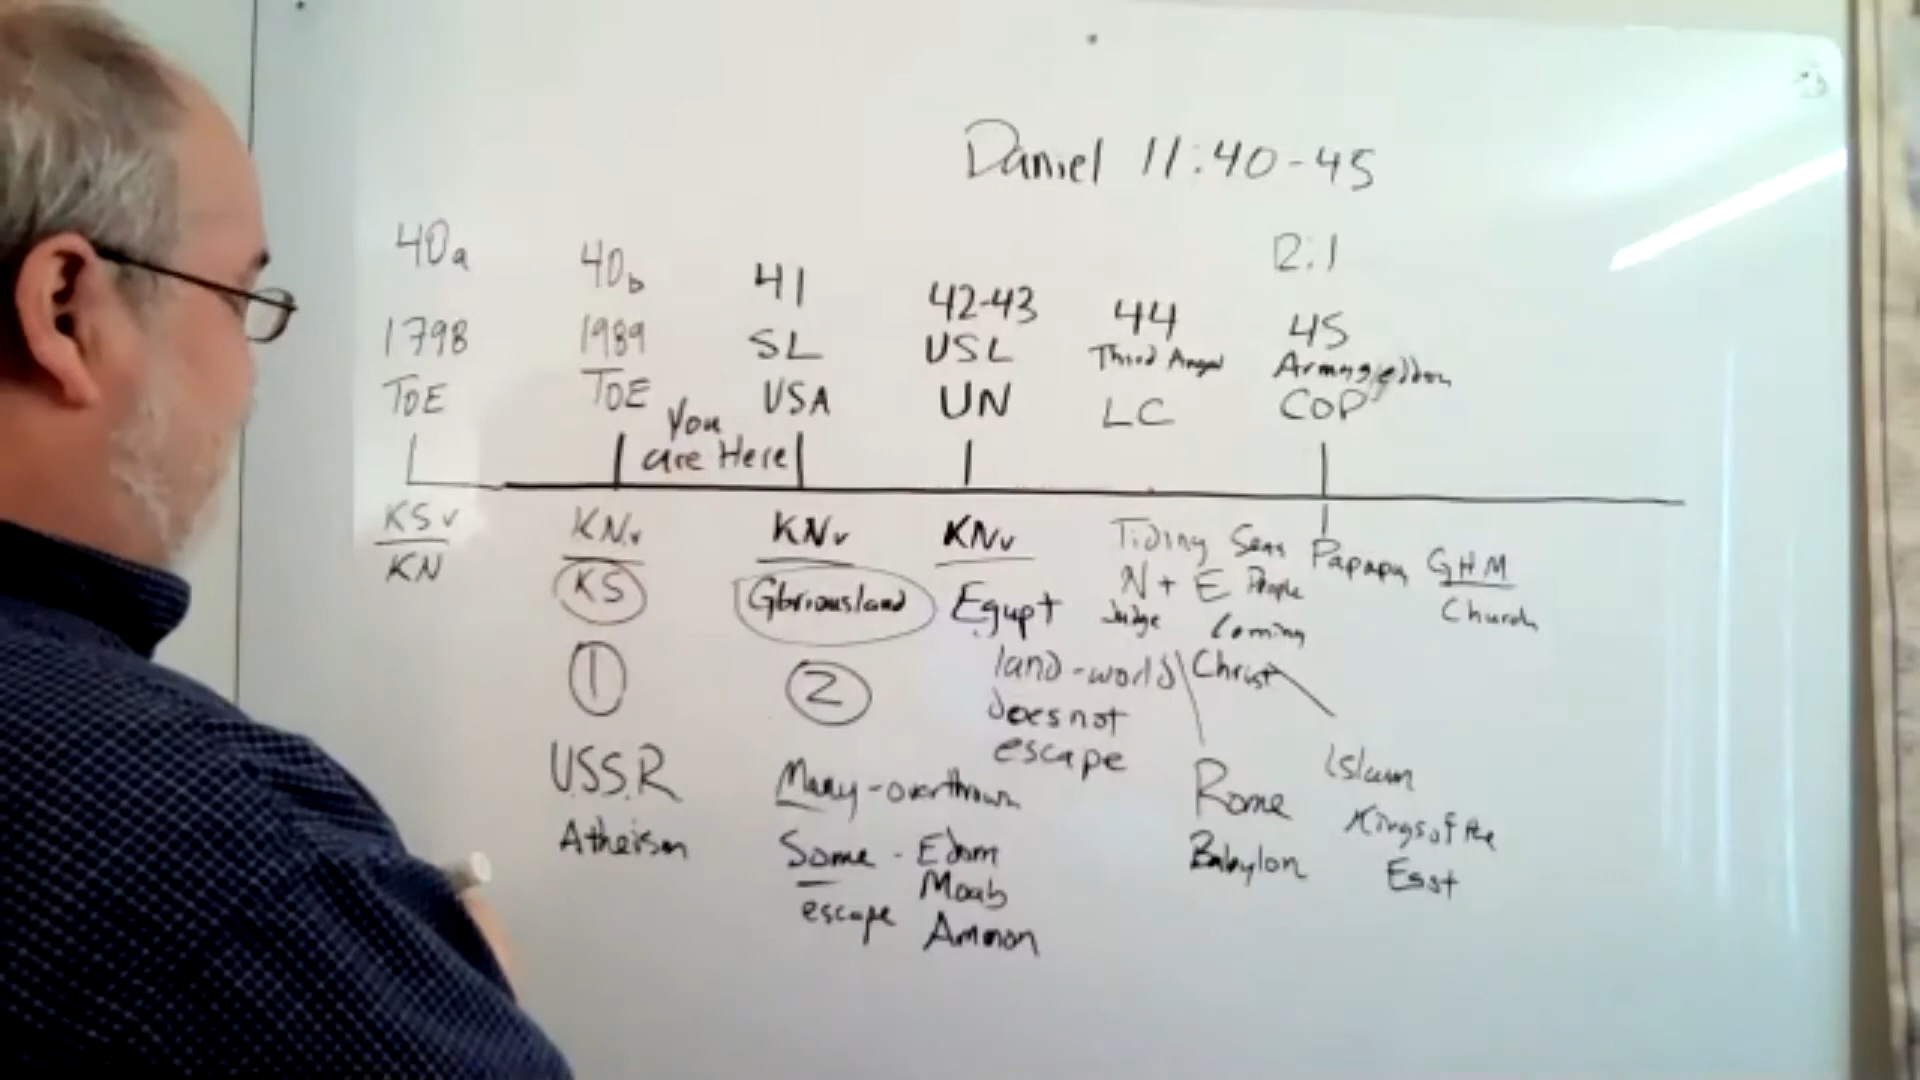 Daniel 11:40-45
40a 40b 41 42-43 44 12:1
1798 1989 SL USL Third Angel 45
TOE TOE USA UN LC Armageddon
COP
You
are Here
KSv KNv KNv KNv Tiding Seas Papapa GHM
KN KS Gloriousland Egypt N + E People Church
Judge Coming
1 2 land-world Christ
does not
escape
U.S.S.R Many-overthrown Rome Islam
Atheism Some - Edom Babylon Kings of the
escape Moab East
Ammon